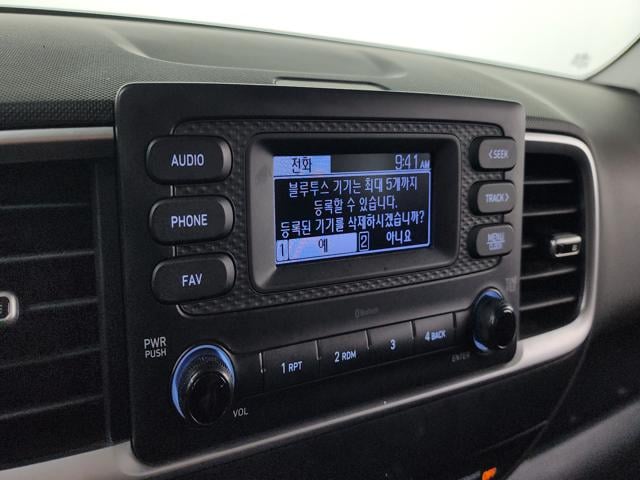 전화 9:41 AM
블루투스 기기는 최대 5개까지
등록할 수 있습니다.
등록된 기기를 삭제하시겠습니까?
1 예 2 아니요
AUDIO
PHONE
FAV
< SEEK
TRACK >
MENU
Bluetooth
PWR
PUSH
VOL
1 RPT
2 RDM
3
4 BACK
ENTER